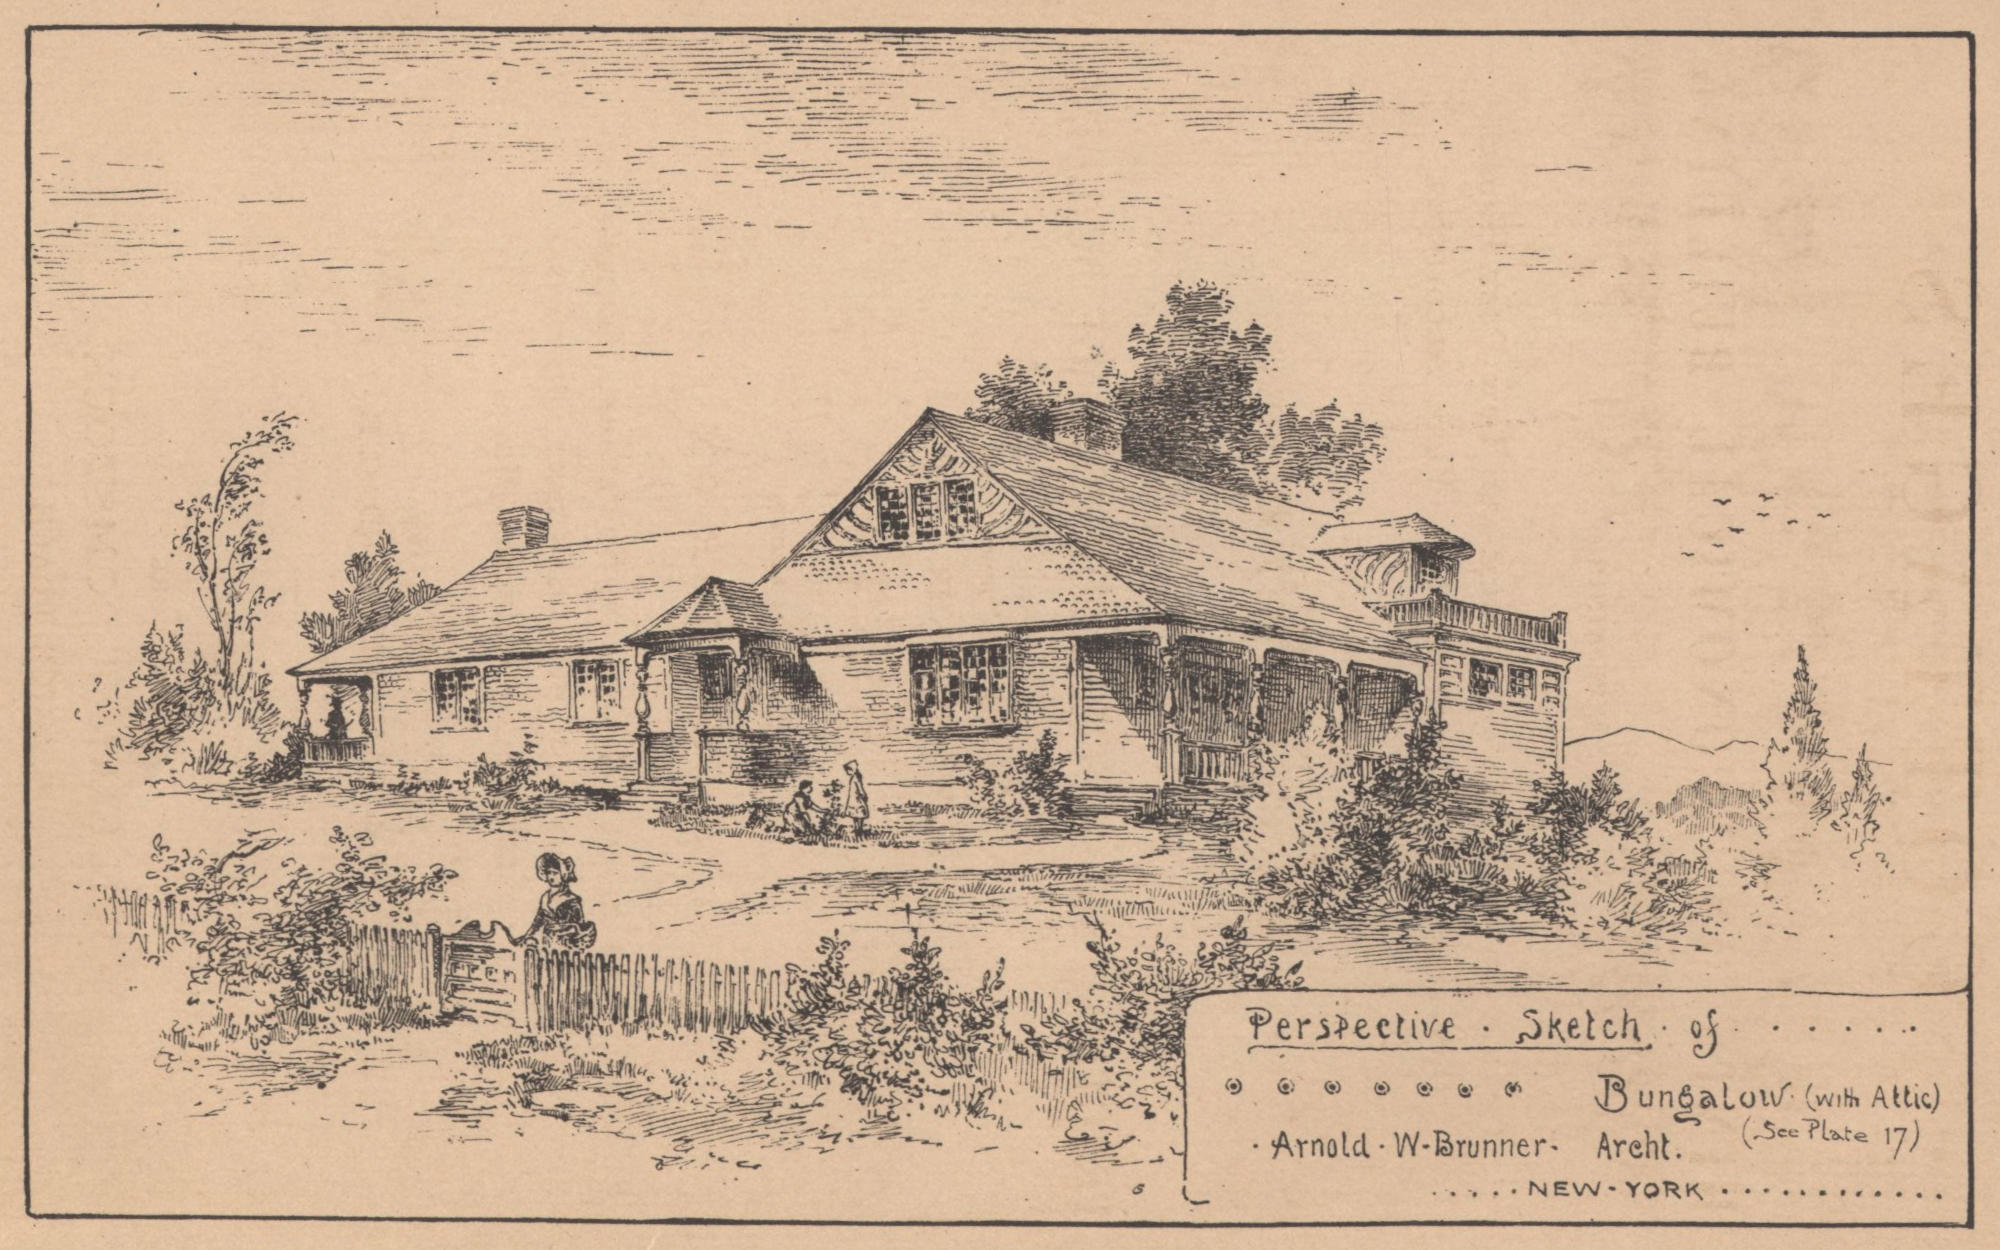 Perspective · Sketch · of · · · · · ·
Bungalow · (with Attic)
(See Plate 17)
· Arnold · W · Brunner · Archt.
· · · · · NEW · YORK · · · · · · · · · · · ·